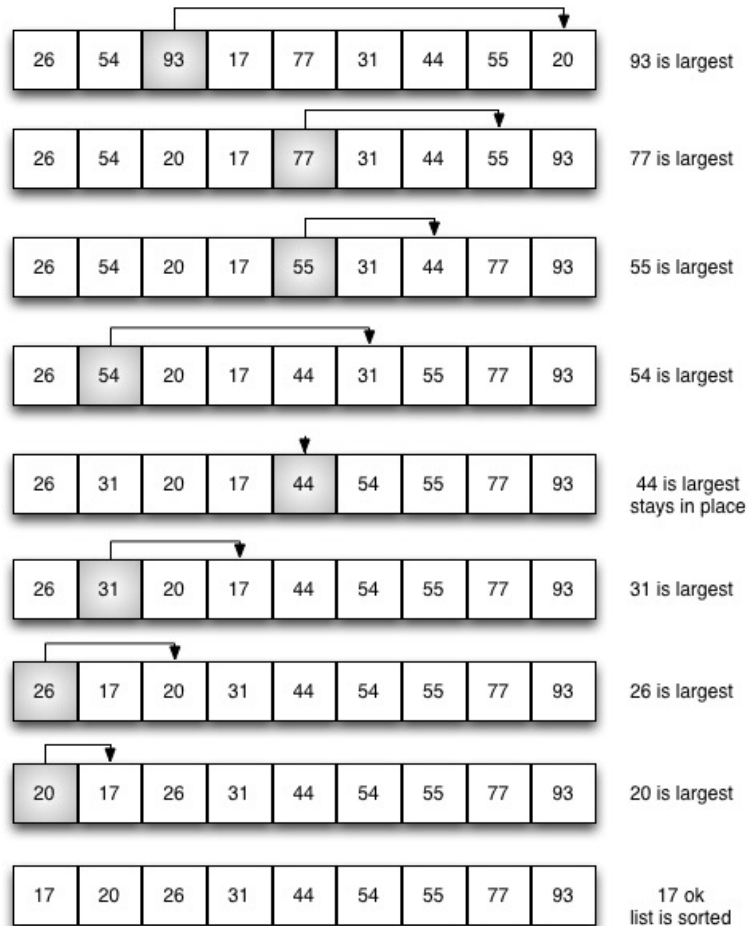 26 54 93 17 77 31 44 55 20 93 is largest
26 54 20 17 77 31 44 55 93 77 is largest
26 54 20 17 55 31 44 77 93 55 is largest
26 54 20 17 44 31 55 77 93 54 is largest
26 31 20 17 44 54 55 77 93 44 is largest
stays in place
26 31 20 17 44 54 55 77 93 31 is largest
26 17 20 31 44 54 55 77 93 26 is largest
20 17 26 31 44 54 55 77 93 20 is largest
17 20 26 31 44 54 55 77 93 17 ok
list is sorted